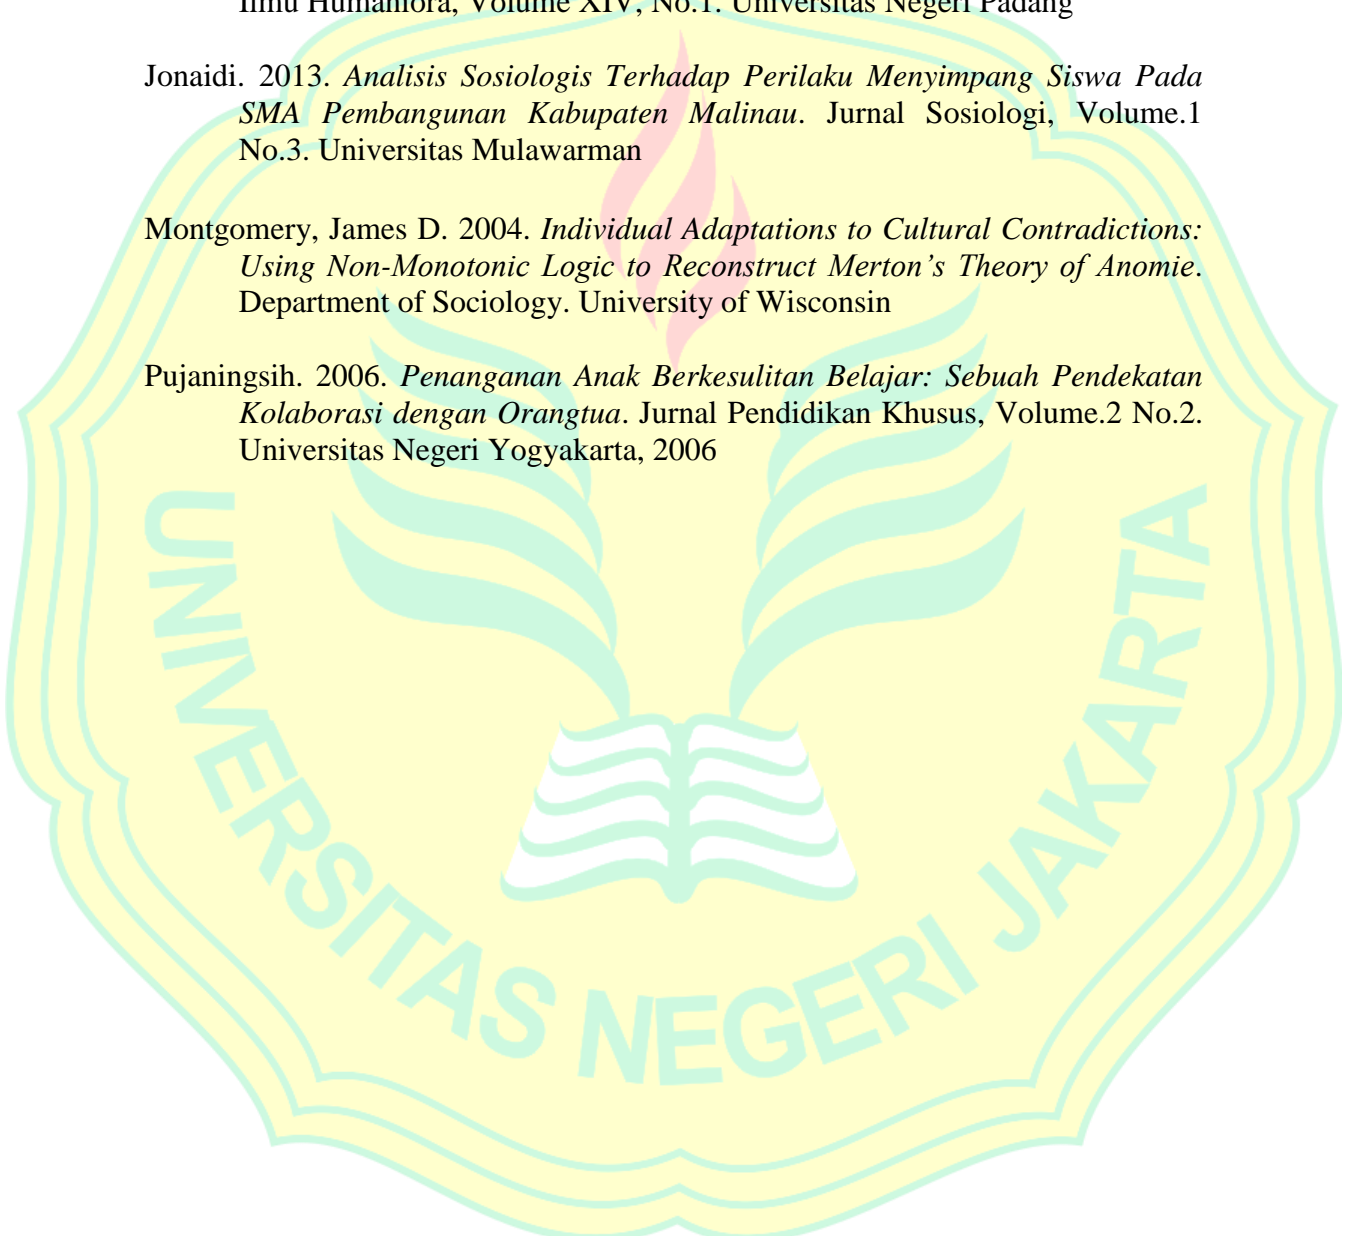 Ilmu Humaniora, Volume XIV, No.1. Universitas Negeri Padang
Jonaidi. 2013. Analisis Sosiologis Terhadap Perilaku Menyimpang Siswa Pada
SMA Pembangunan Kabupaten Malinau. Jurnal Sosiologi, Volume.1
No.3. Universitas Mulawarman
Montgomery, James D. 2004. Individual Adaptations to Cultural Contradictions:
Using Non-Monotonic Logic to Reconstruct Merton’s Theory of Anomie.
Department of Sociology. University of Wisconsin
Pujaningsih. 2006. Penanganan Anak Berkesulitan Belajar: Sebuah Pendekatan
Kolaborasi dengan Orangtua. Jurnal Pendidikan Khusus, Volume.2 No.2.
Universitas Negeri Yogyakarta, 2006
UNIVERSITAS NEGERI JAKARTA